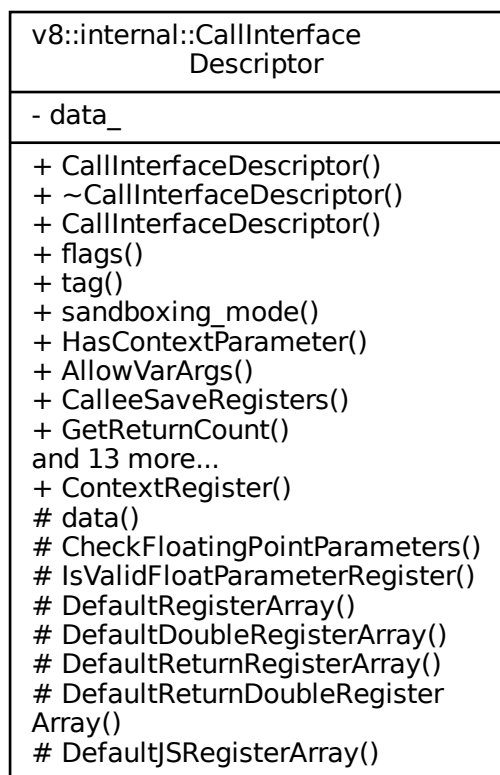 v8::internal::CallInterface
Descriptor
- data_
+ CallInterfaceDescriptor()
+ ~CallInterfaceDescriptor()
+ CallInterfaceDescriptor()
+ flags()
+ tag()
+ sandboxing_mode()
+ HasContextParameter()
+ AllowVarArgs()
+ CalleeSaveRegisters()
+ GetReturnCount()
and 13 more...
+ ContextRegister()
# data()
# CheckFloatingPointParameters()
# IsValidFloatParameterRegister()
# DefaultRegisterArray()
# DefaultDoubleRegisterArray()
# DefaultReturnRegisterArray()
# DefaultReturnDoubleRegister
Array()
# DefaultJSRegisterArray()